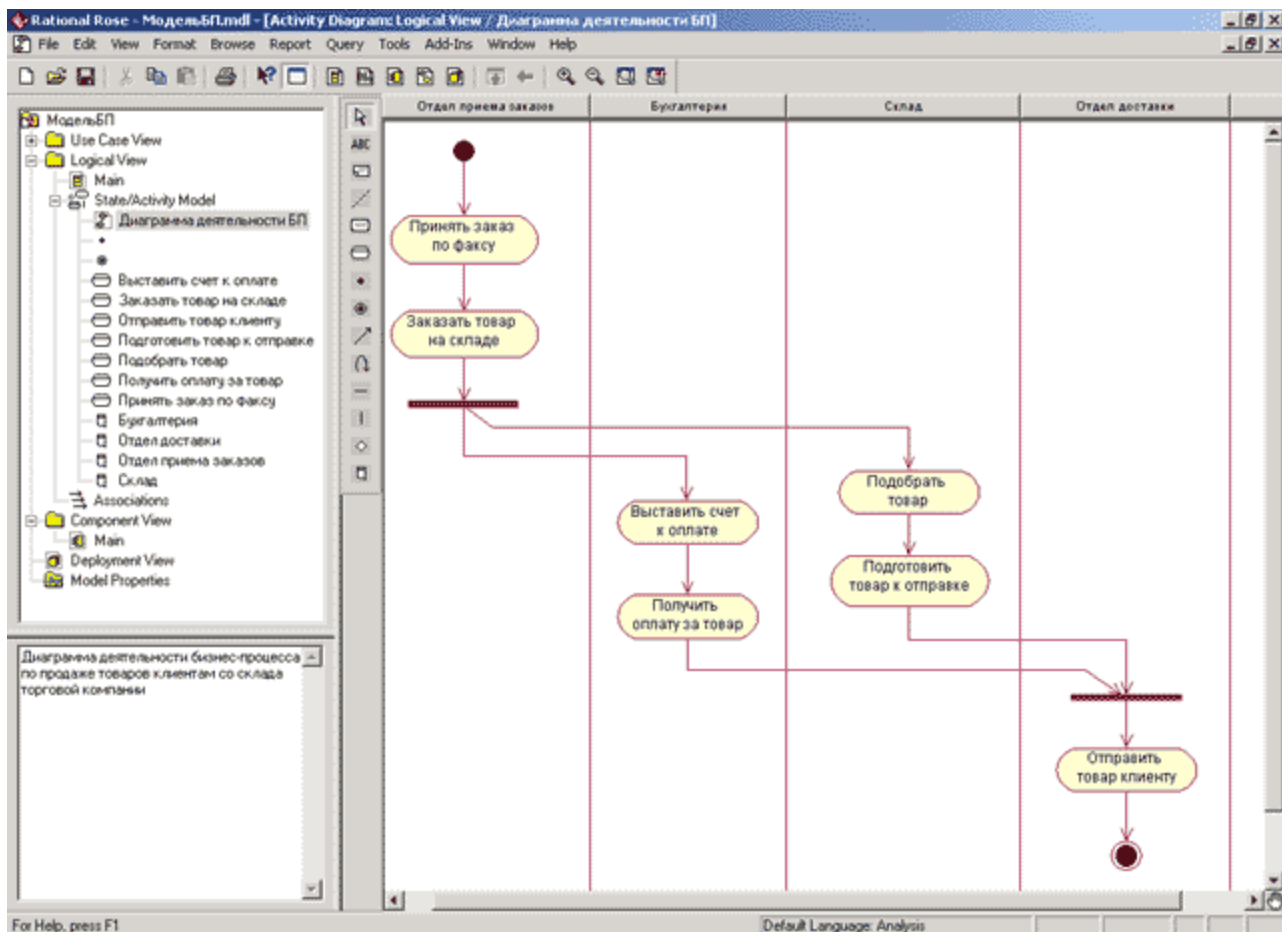 Rational Rose - МодельБП.mdl - [Activity Diagram: Logical View / Диаграмма деятельности БП]
File Edit View Format Browse Report Query Tools Add-Ins Window Help
МодельБП
Use Case View
Logical View
Main
State/Activity Model
Диаграмма деятельности БП
Выставить счет к оплате
Заказать товар на складе
Отправить товар клиенту
Подготовить товар к отправке
Подобрать товар
Получить оплату за товар
Принять заказ по факсу
Бухгалтерия
Отдел доставки
Отдел приема заказов
Склад
Associations
Component View
Main
Deployment View
Model Properties
Диаграмма деятельности бизнес-процесса
по продаже товаров клиентам со склада
торговой компании
ABC
Отдел приема заказов Бухгалтерия Склад Отдел доставки
Принять заказ
по факсу
Заказать товар
на складе
Подобрать
товар
Выставить счет
к оплате
Подготовить
товар к отправке
Получить
оплату за товар
Отправить
товар клиенту
For Help, press F1 Default Language: Analysis